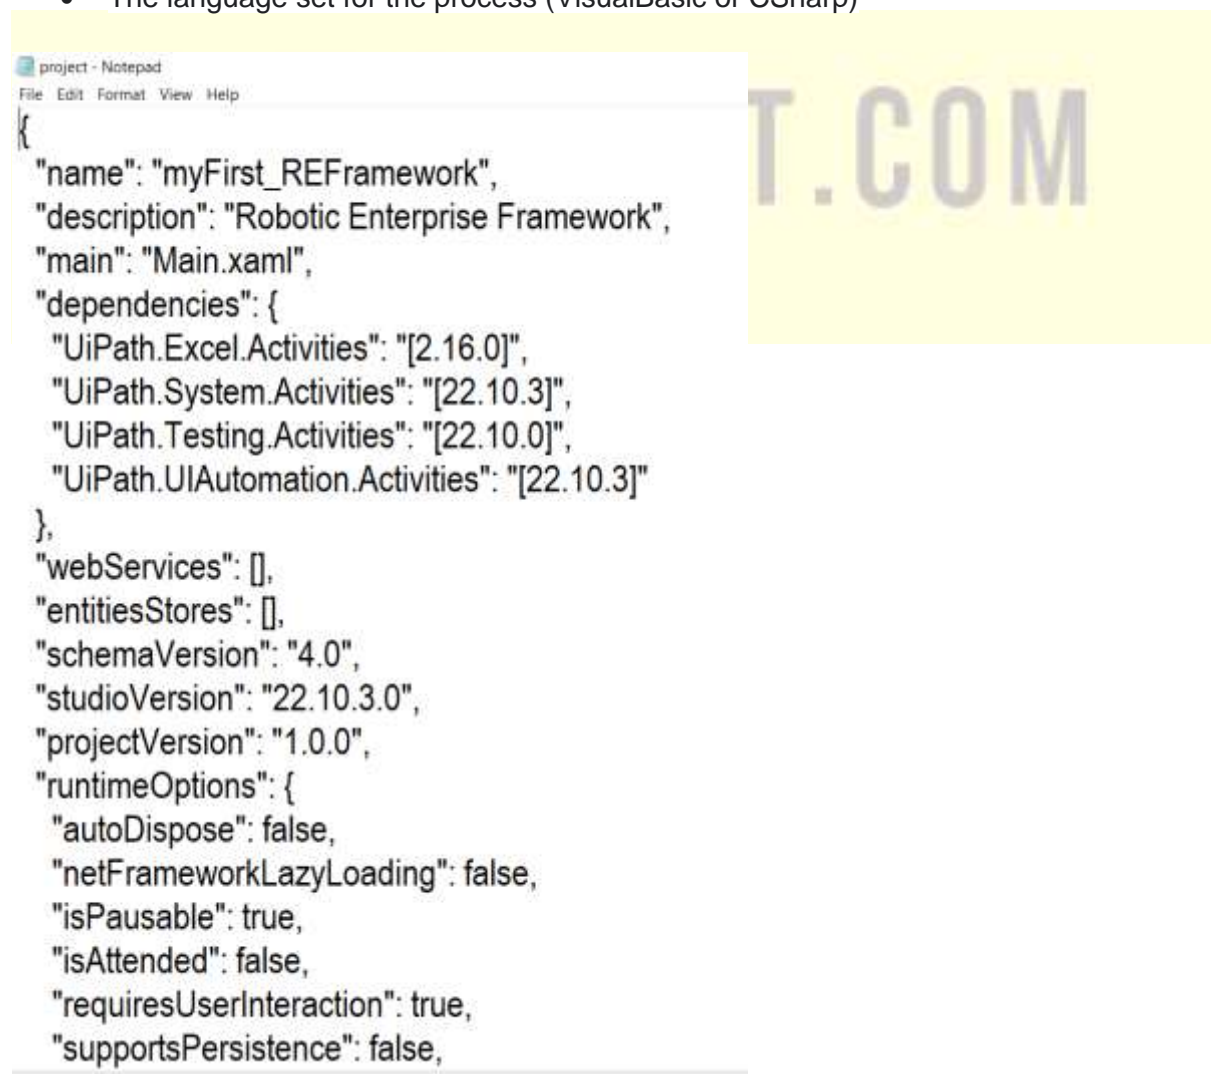 • The language set for the process (VisualBasic or CSharp)
project - Notepad
File Edit Format View Help
T.COM
{
"name": "myFirst_REFramework",
"description": "Robotic Enterprise Framework",
"main": "Main.xaml",
"dependencies": {
"UiPath.Excel.Activities": "[2.16.0]",
"UiPath.System.Activities": "[22.10.3]",
"UiPath.Testing.Activities": "[22.10.0]",
"UiPath.UIAutomation.Activities": "[22.10.3]"
},
"webServices": [],
"entitiesStores": [],
"schemaVersion": "4.0",
"studioVersion": "22.10.3.0",
"projectVersion": "1.0.0",
"runtimeOptions": {
"autoDispose": false,
"netFrameworkLazyLoading": false,
"isPausable": true,
"isAttended": false,
"requiresUserInteraction": true,
"supportsPersistence": false,